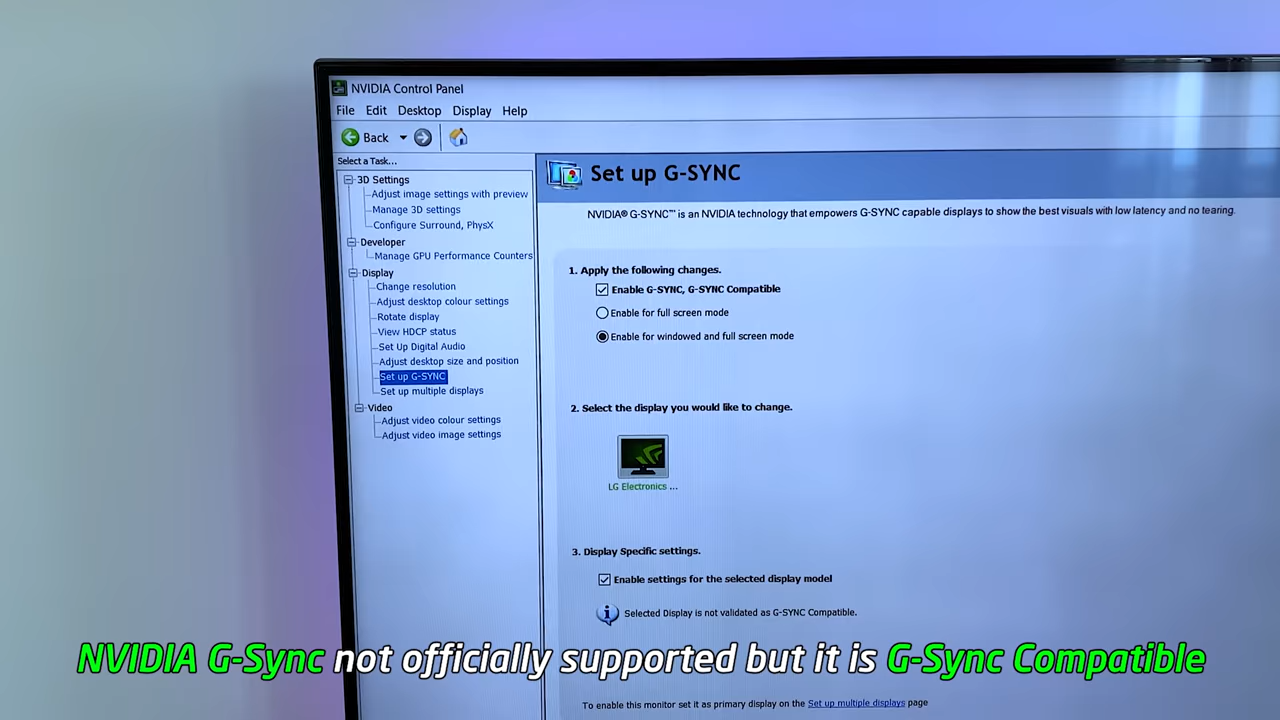 NVIDIA Control Panel
File Edit Desktop Display Help
Back
Select a Task...
3D Settings
Adjust image settings with preview
Manage 3D settings
Configure Surround, PhysX
Developer
Manage GPU Performance Counters
Display
Change resolution
Adjust desktop colour settings
Rotate display
View HDCP status
Set Up Digital Audio
Adjust desktop size and position
Set up G-SYNC
Set up multiple displays
Video
Adjust video colour settings
Adjust video image settings
Set up G-SYNC
NVIDIA® G-SYNC™ is an NVIDIA technology that empowers G-SYNC capable displays to show the best visuals with low latency and no tearing.
1. Apply the following changes.
Enable G-SYNC, G-SYNC Compatible
Enable for full screen mode
Enable for windowed and full screen mode
2. Select the display you would like to change.
LG Electronics ...
3. Display Specific settings.
Enable settings for the selected display model
Selected Display is not validated as G-SYNC Compatible.
NVIDIA G-Sync not officially supported but it is G-Sync Compatible
To enable this monitor set it as primary display on the Set up multiple displays page